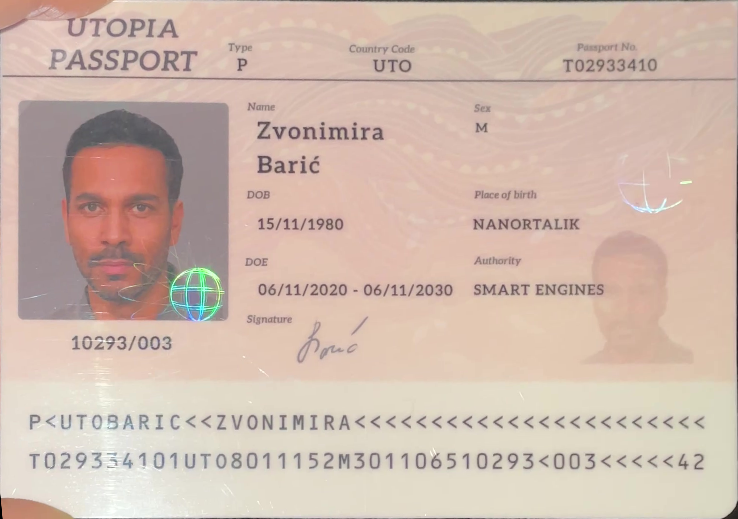 UTOPIA
PASSPORT
Type
P
Country Code
UTO
Passport No.
T02933410
Name
Zvonimira
Barić
Sex
M
DOB
15/11/1980
Place of birth
NANORTALIK
DOE
06/11/2020 - 06/11/2030
Authority
SMART ENGINES
Signature
10293/003
P<UTOBARIC<<ZVONIMIRA<<<<<<<<<<<<<<<<<<<<<<<
T029334101UTO8011152M301106510293<003<<<<<42